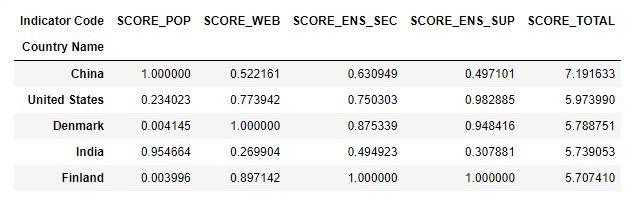 Indicator Code SCORE_POP SCORE_WEB SCORE_ENS_SEC SCORE_ENS_SUP SCORE_TOTAL
Country Name
China 1.000000 0.522161 0.630949 0.497101 7.191633
United States 0.234023 0.773942 0.750303 0.982885 5.973990
Denmark 0.004145 1.000000 0.875339 0.948416 5.788751
India 0.954664 0.269904 0.494923 0.307881 5.739053
Finland 0.003996 0.897142 1.000000 1.000000 5.707410